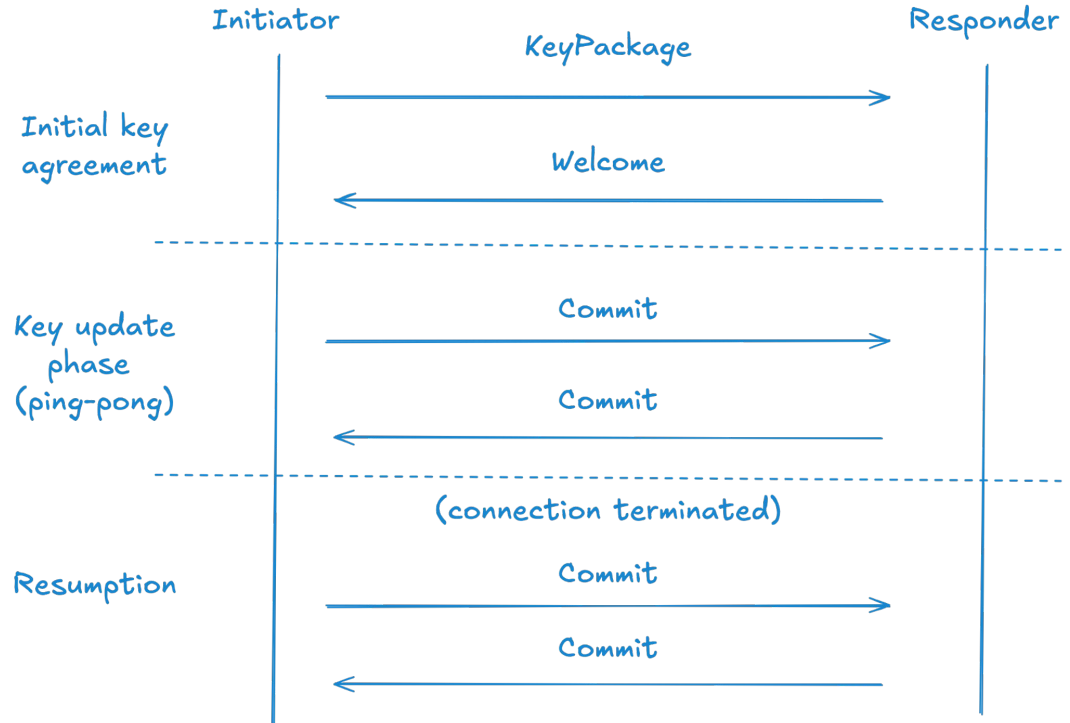 Initiator
Responder
KeyPackage
Initial key
agreement
Welcome
Commit
Key update
phase
(ping-pong)
Commit
(connection terminated)
Commit
Resumption
Commit